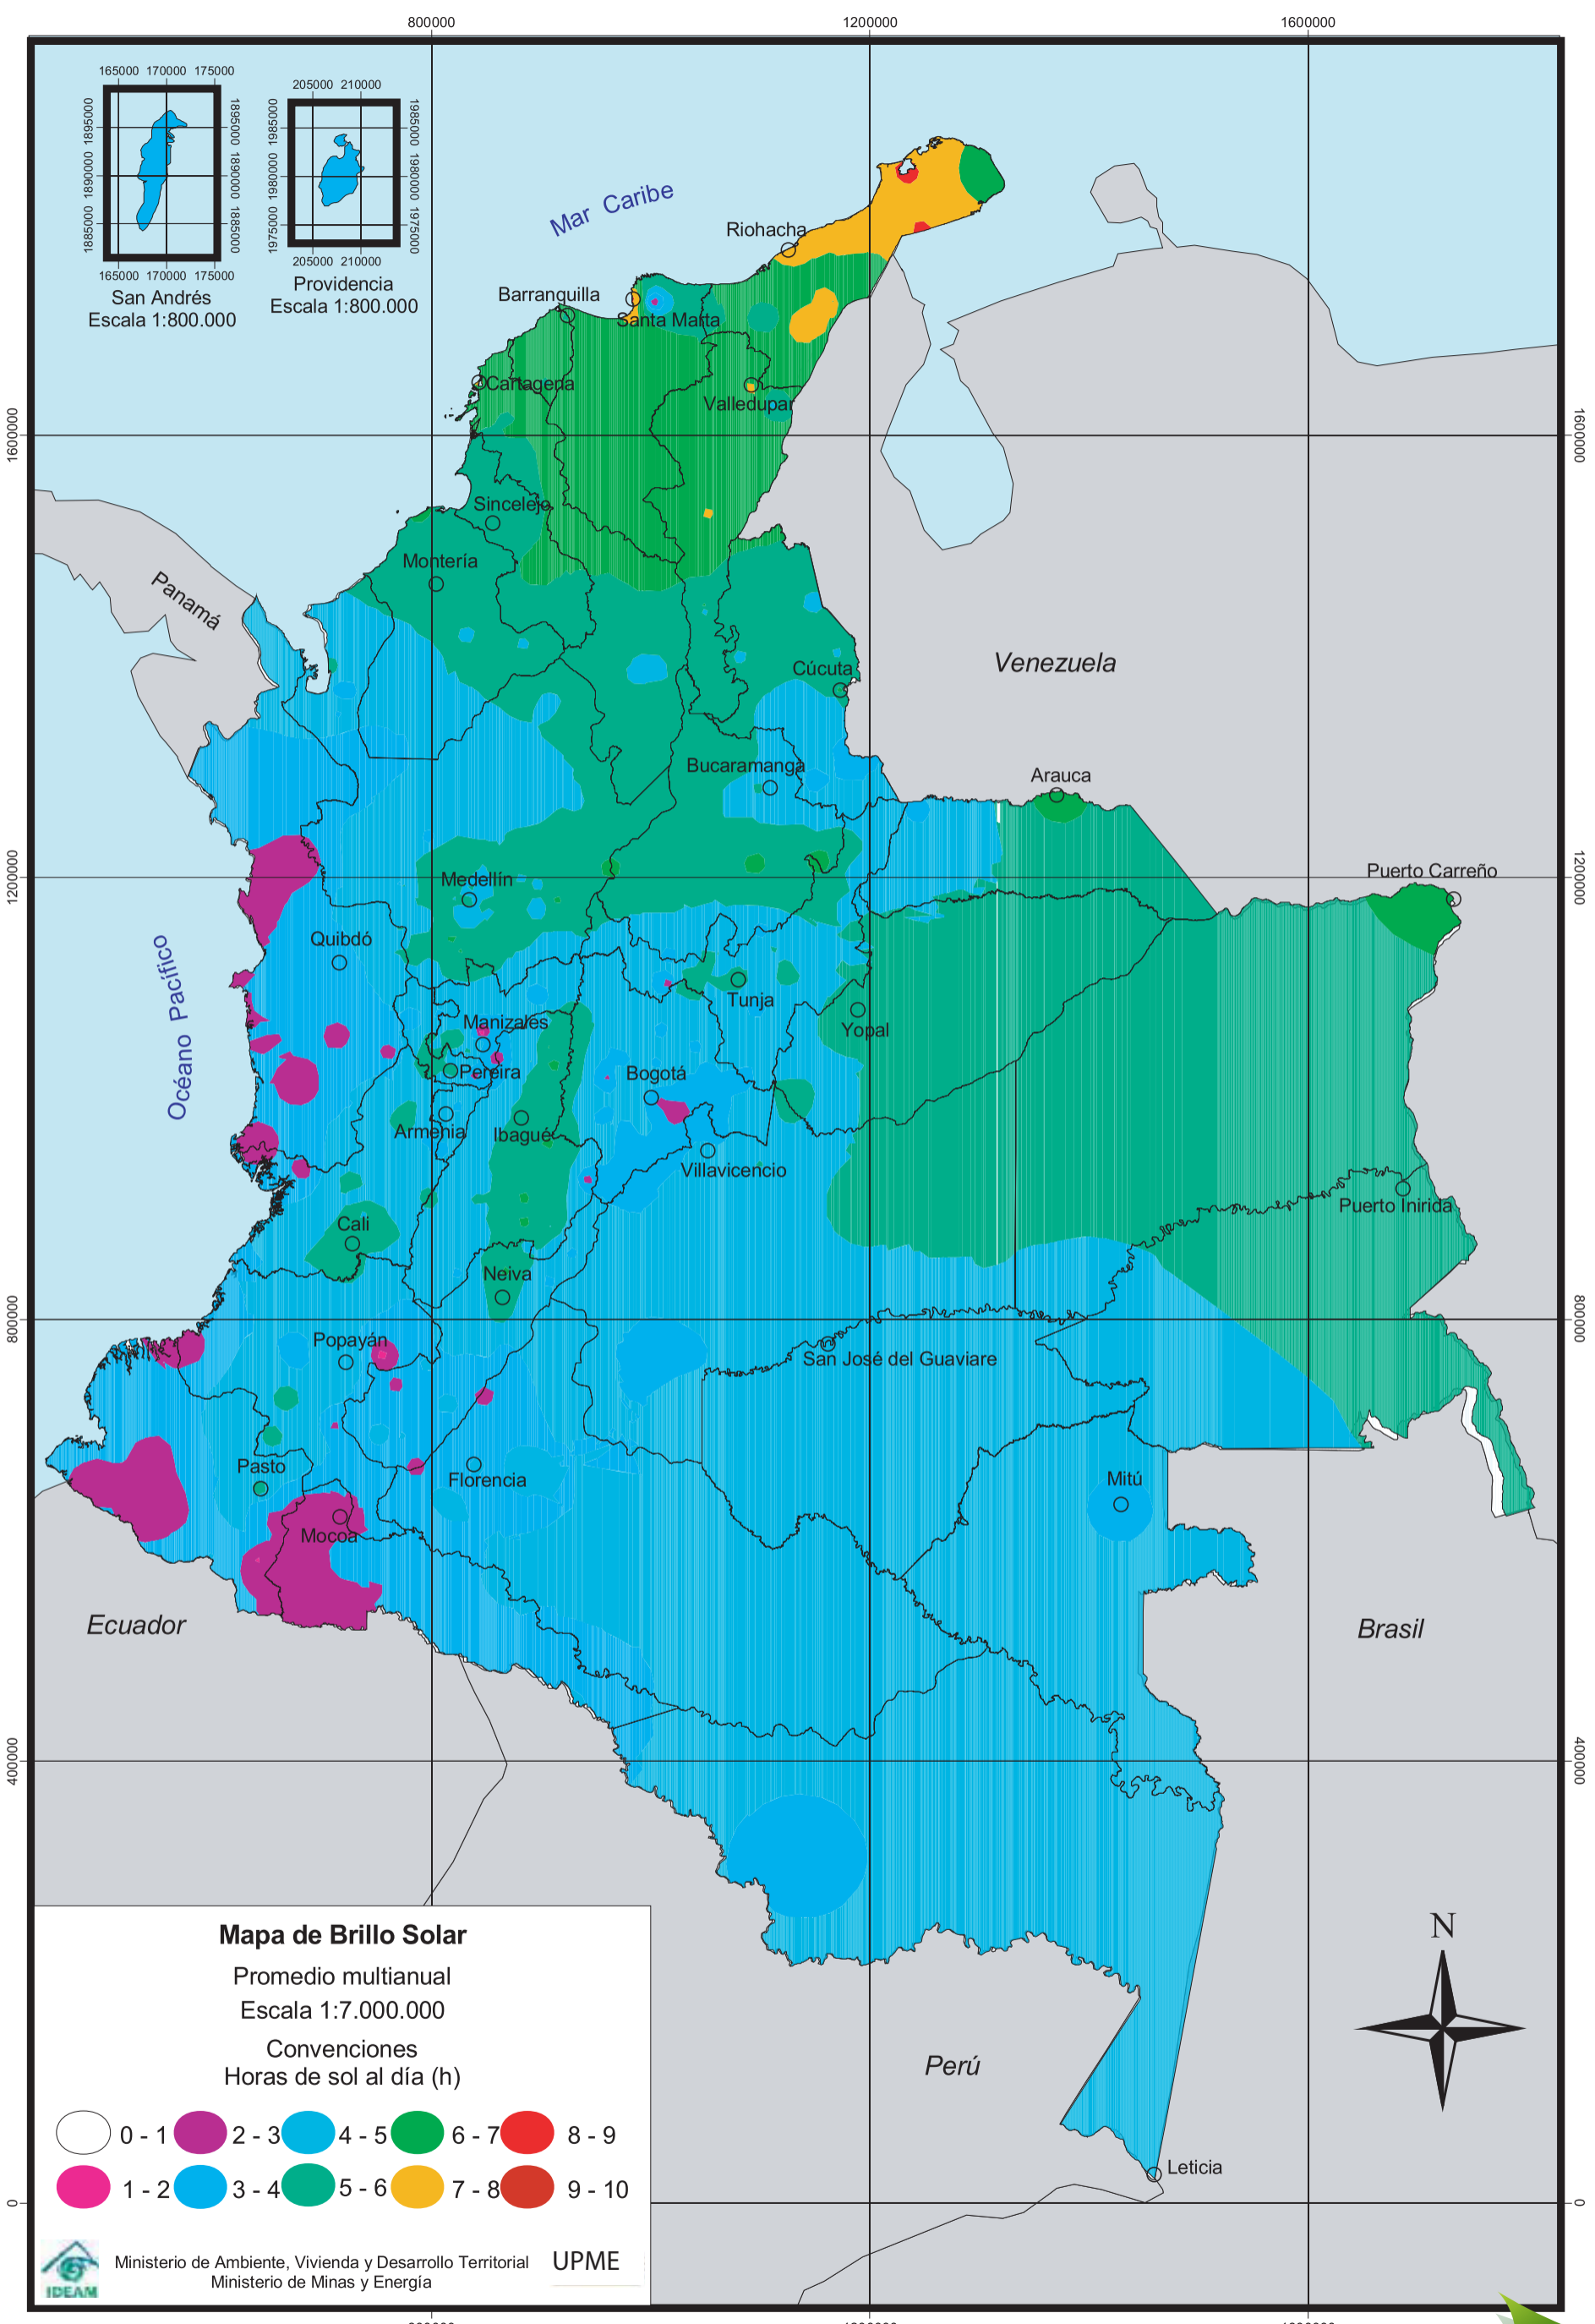 800000
1200000
1600000
165000 170000 175000
205000 210000
1895000
1890000
1885000
1895000
1890000
1885000
1985000
1980000
1975000
1985000
1980000
1975000
165000 170000 175000
205000 210000
San Andrés
Escala 1:800.000
Providencia
Escala 1:800.000
Mar Caribe
Riohacha
Barranquilla
Santa Marta
Cartagena
Valledupar
1600000
1600000
Sincelejo
Montería
Panamá
Cúcuta
Venezuela
Bucaramanga
Arauca
1200000
1200000
Puerto Carreño
Medellín
Quibdó
Océano Pacífico
Tunja
Manizales
Yopal
Pereira
Bogotá
Armenia
Ibagué
Villavicencio
Puerto Inirida
Cali
Neiva
800000
800000
Popayán
San José del Guaviare
Pasto
Florencia
Mitú
Mocoa
Ecuador
Brasil
400000
400000
Mapa de Brillo Solar
Promedio multianual
Escala 1:7.000.000
Convenciones
Horas de sol al día (h)
N
Perú
0 - 1 2 - 3 4 - 5 6 - 7 8 - 9
1 - 2 3 - 4 5 - 6 7 - 8 9 - 10
Leticia
0
0
Ministerio de Ambiente, Vivienda y Desarrollo Territorial
Ministerio de Minas y Energía
UPME
IDEAM